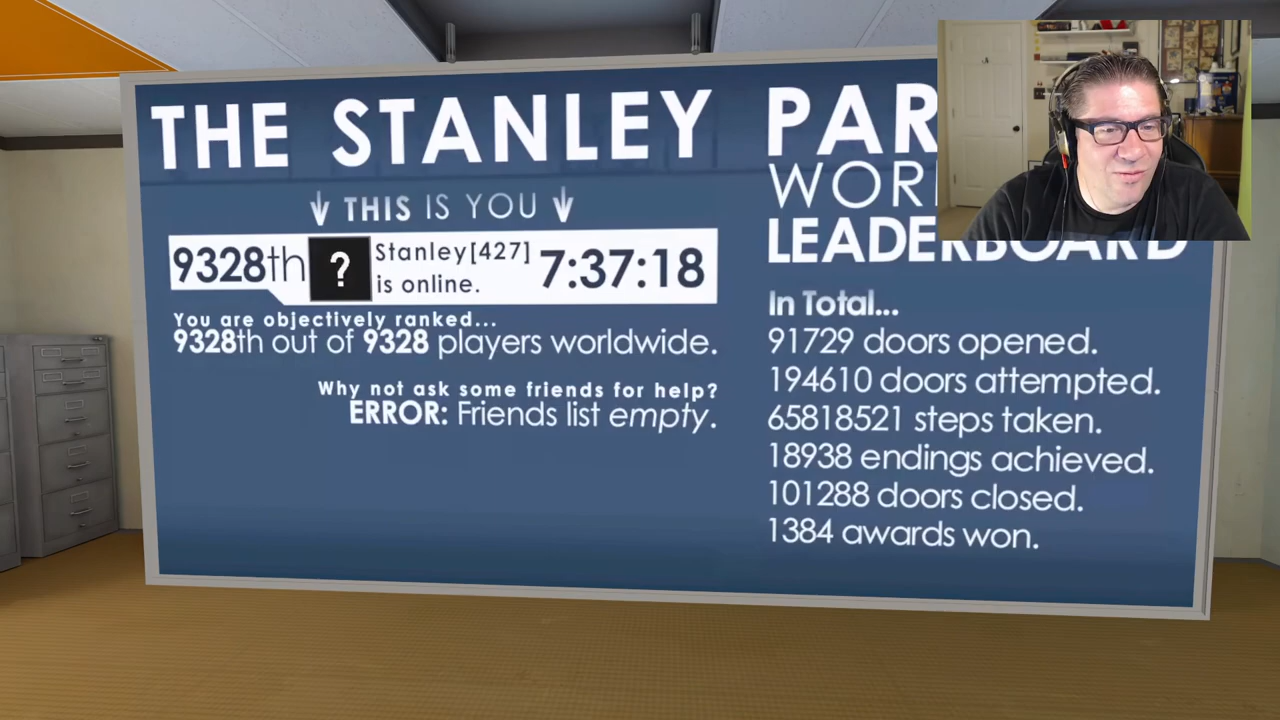 THE STANLEY PAR
WOR
LEADERBOARD
THIS IS YOU
9328th ? Stanley[427] is online. 7:37:18
You are objectively ranked...
9328th out of 9328 players worldwide.
Why not ask some friends for help?
ERROR: Friends list empty.
In Total...
91729 doors opened.
194610 doors attempted.
65818521 steps taken.
18938 endings achieved.
101288 doors closed.
1384 awards won.